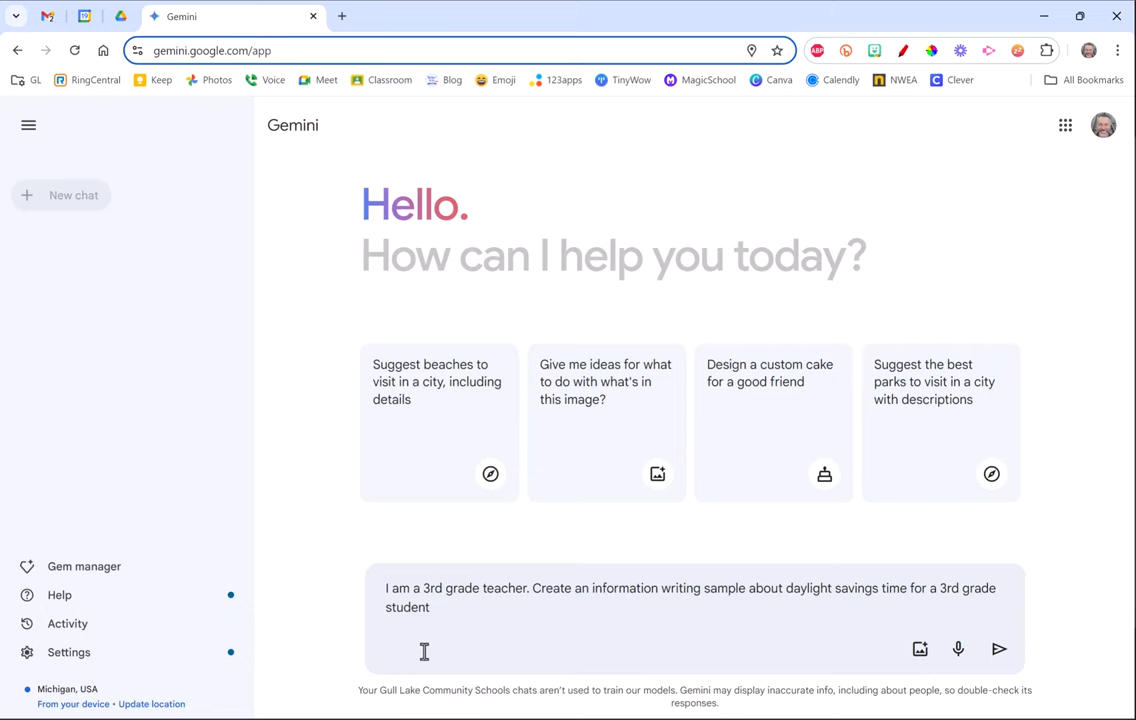 Gemini
gemini.google.com/app
GL RingCentral Keep Photos Voice Meet Classroom Blog Emoji 123apps TinyWow MagicSchool Canva Calendly NWEA Clever All Bookmarks
Gemini
New chat
Hello.
How can I help you today?
Suggest beaches to
visit in a city, including
details
Give me ideas for what
to do with what's in
this image?
Design a custom cake
for a good friend
Suggest the best
parks to visit in a city
with descriptions
Gem manager
Help
Activity
Settings
Michigan, USA
From your device • Update location
I am a 3rd grade teacher. Create an information writing sample about daylight savings time for a 3rd grade
student
Your Gull Lake Community Schools chats aren't used to train our models. Gemini may display inaccurate info, including about people, so double-check its
responses.